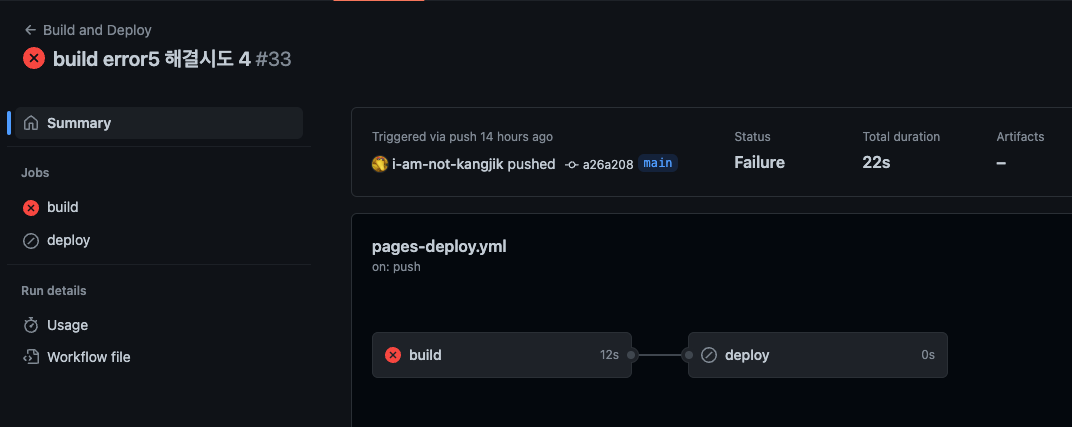 Build and Deploy
build error5 해결시도 4 #33
Summary
Jobs
build
deploy
Run details
Usage
Workflow file
Triggered via push 14 hours ago
i-am-not-kangjik pushed a26a208 main
Status
Failure
Total duration
22s
Artifacts
–
pages-deploy.yml
on: push
build 12s
deploy 0s